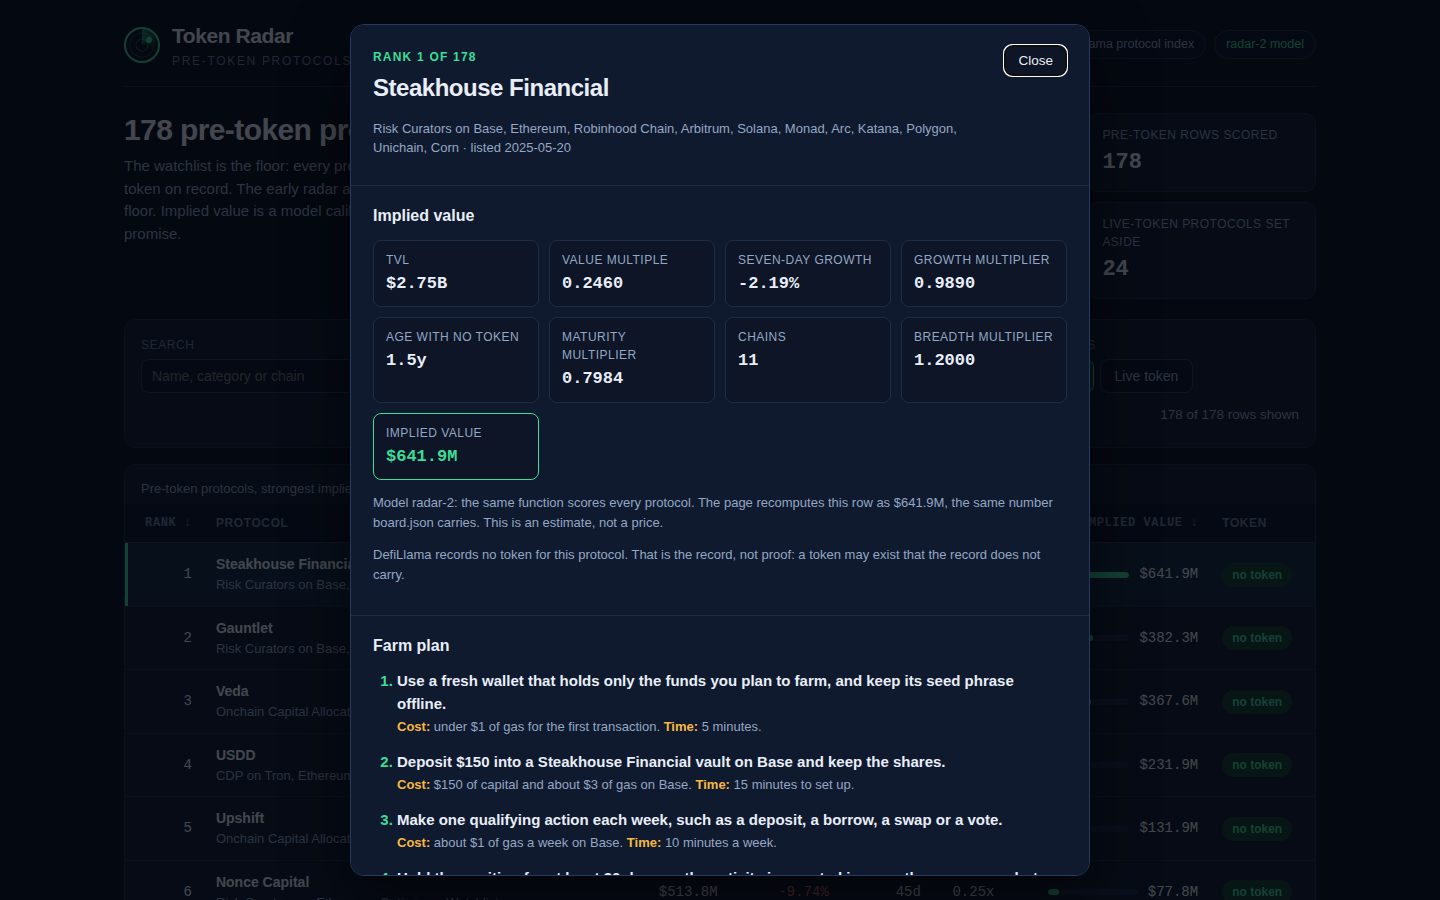 Token Radar
PRE-TOKEN PROTOCOLS
ama protocol index
radar-2 model
178 pre-token pr
The watchlist is the floor: every pr
token on record. The early radar a
floor. Implied value is a model cali
promise.
PRE-TOKEN ROWS SCORED
178
LIVE-TOKEN PROTOCOLS SET
ASIDE
24
SEARCH
Name, category or chain
Live token
178 of 178 rows shown
Pre-token protocols, strongest implie
RANK ↓
PROTOCOL
MPLIED VALUE ↓
TOKEN
1
Steakhouse Financia
Risk Curators on Base,
$641.9M
no token
2
Gauntlet
Risk Curators on Base,
$382.3M
no token
3
Veda
Onchain Capital Allocat
$367.6M
no token
4
USDD
CDP on Tron, Ethereum
$231.9M
no token
5
Upshift
Onchain Capital Allocat
$131.9M
no token
6
Nonce Capital
$513.8M
-9.74%
45d
0.25x
$77.8M
no token
RANK 1 OF 178
Close
Steakhouse Financial
Risk Curators on Base, Ethereum, Robinhood Chain, Arbitrum, Solana, Monad, Arc, Katana, Polygon,
Unichain, Corn · listed 2025-05-20
Implied value
TVL
$2.75B
VALUE MULTIPLE
0.2460
SEVEN-DAY GROWTH
-2.19%
GROWTH MULTIPLIER
0.9890
AGE WITH NO TOKEN
1.5y
MATURITY
MULTIPLIER
0.7984
CHAINS
11
BREADTH MULTIPLIER
1.2000
IMPLIED VALUE
$641.9M
Model radar-2: the same function scores every protocol. The page recomputes this row as $641.9M, the same number
board.json carries. This is an estimate, not a price.
DefiLlama records no token for this protocol. That is the record, not proof: a token may exist that the record does not
carry.
Farm plan
1. Use a fresh wallet that holds only the funds you plan to farm, and keep its seed phrase
offline.
Cost: under $1 of gas for the first transaction. Time: 5 minutes.
2. Deposit $150 into a Steakhouse Financial vault on Base and keep the shares.
Cost: $150 of capital and about $3 of gas on Base. Time: 15 minutes to set up.
3. Make one qualifying action each week, such as a deposit, a borrow, a swap or a vote.
Cost: about $1 of gas a week on Base. Time: 10 minutes a week.